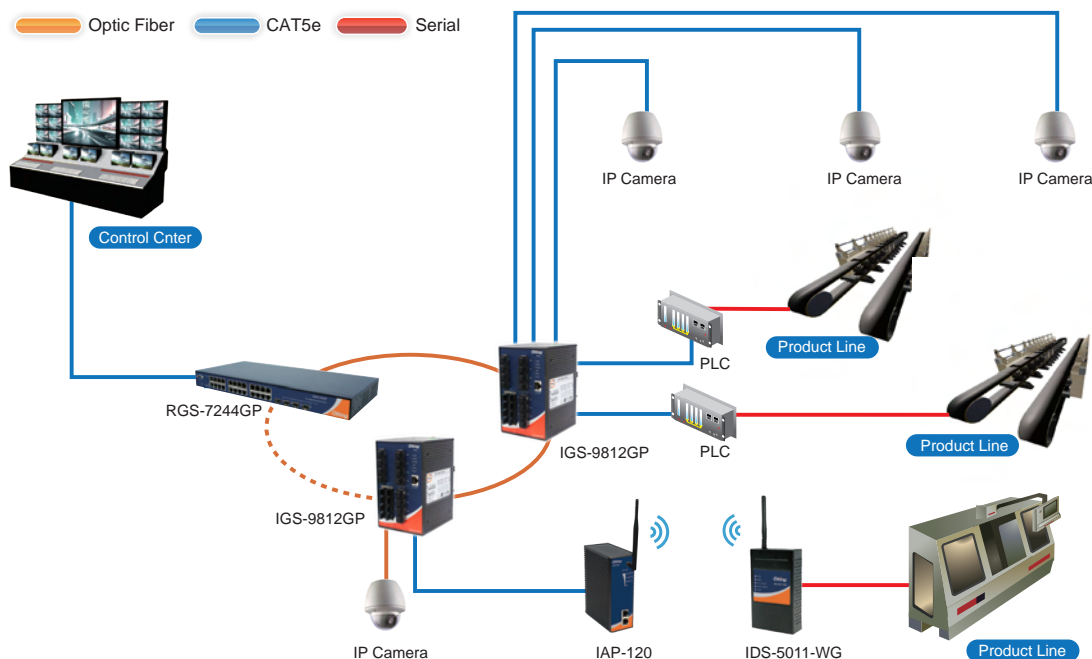 Optic Fiber
CAT5e
Serial
IP Camera
IP Camera
IP Camera
Control Cnter
PLC
Product Line
RGS-7244GP
IGS-9812GP
PLC
Product Line
IGS-9812GP
IP Camera
IAP-120
IDS-5011-WG
Product Line